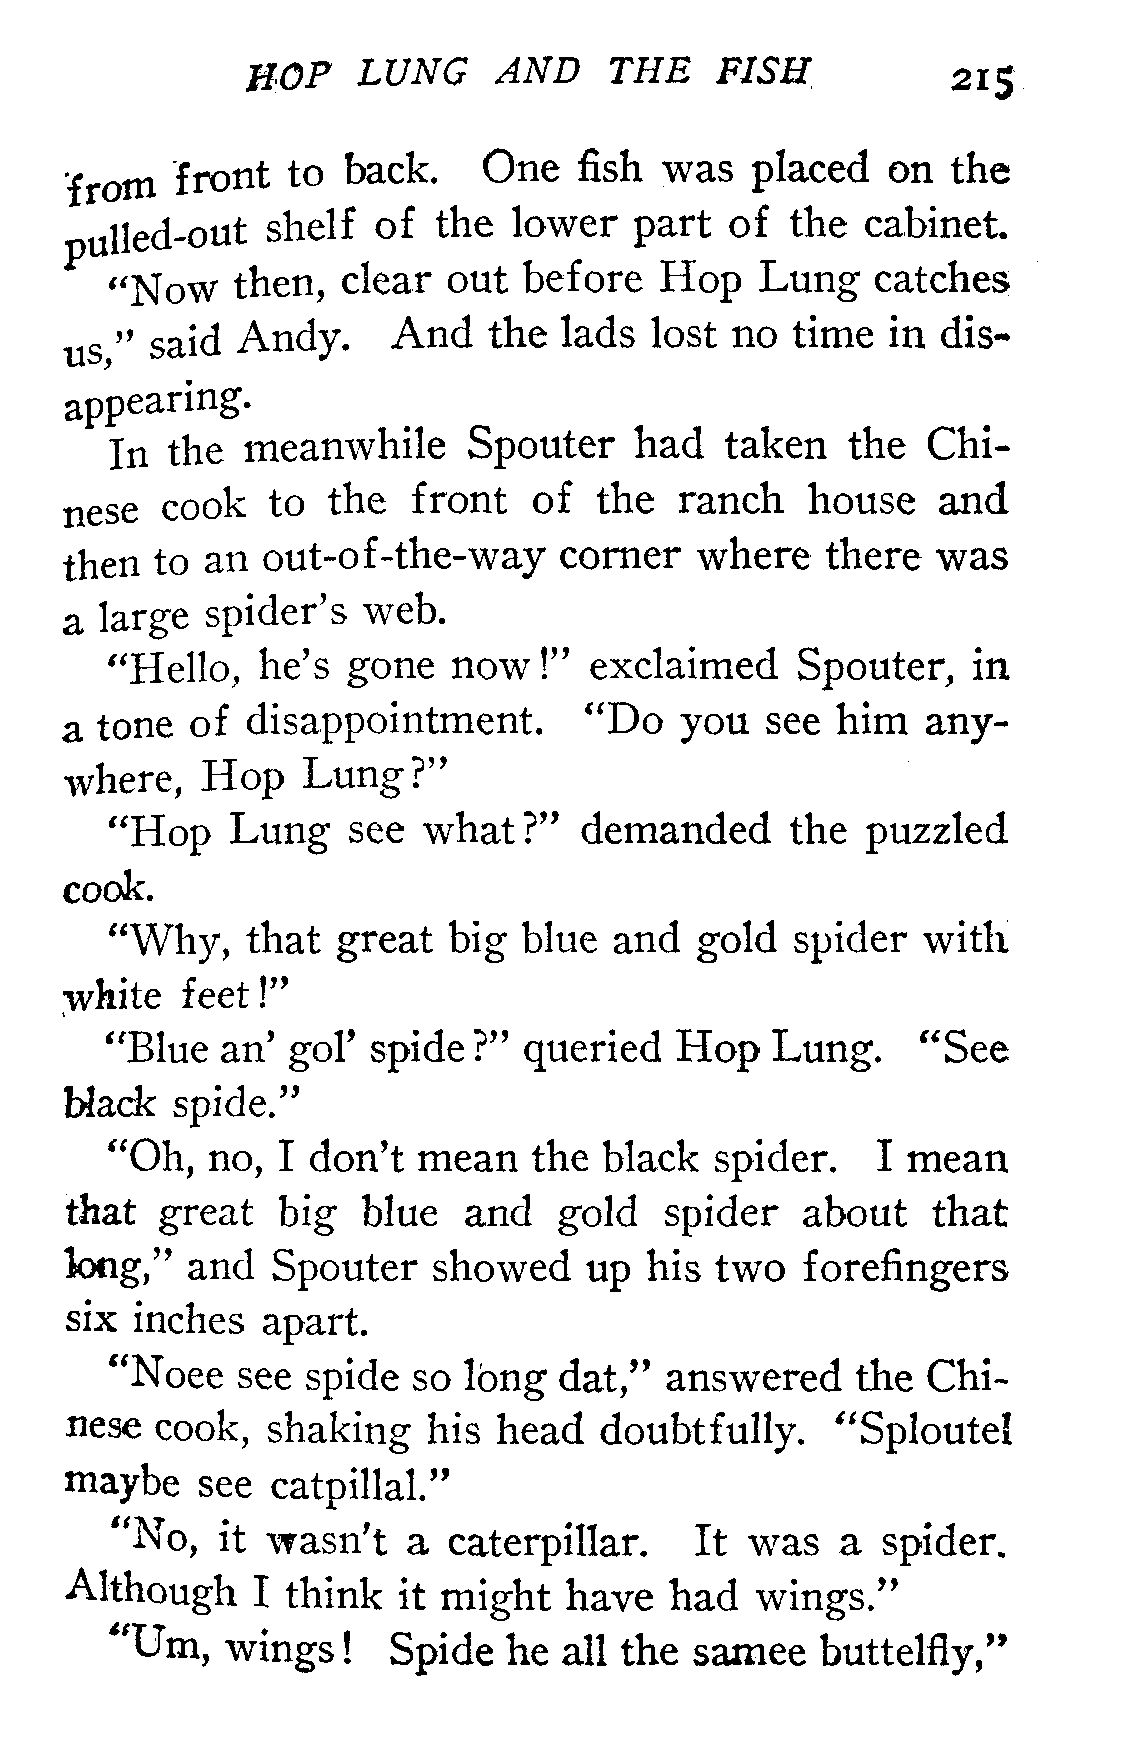 HOP LUNG AND THE FISH 215
from front to back. One fish was placed on the
pulled-out shelf of the lower part of the cabinet.
"Now then, clear out before Hop Lung catches
us," said Andy. And the lads lost no time in dis-
appearing.
In the meanwhile Spouter had taken the Chi-
nese cook to the front of the ranch house and
then to an out-of-the-way corner where there was
a large spider's web.
"Hello, he's gone now!" exclaimed Spouter, in
a tone of disappointment. "Do you see him any-
where, Hop Lung?"
"Hop Lung see what?" demanded the puzzled
cook.
"Why, that great big blue and gold spider with
white feet!"
"Blue an' gol' spide?" queried Hop Lung. "See
black spide."
"Oh, no, I don't mean the black spider. I mean
that great big blue and gold spider about that
long," and Spouter showed up his two forefingers
six inches apart.
"Noee see spide so long dat," answered the Chi-
nese cook, shaking his head doubtfully. "Sploutel
maybe see catpillal."
"No, it wasn't a caterpillar. It was a spider.
Although I think it might have had wings."
"Um, wings! Spide he all the samee buttelfly,"